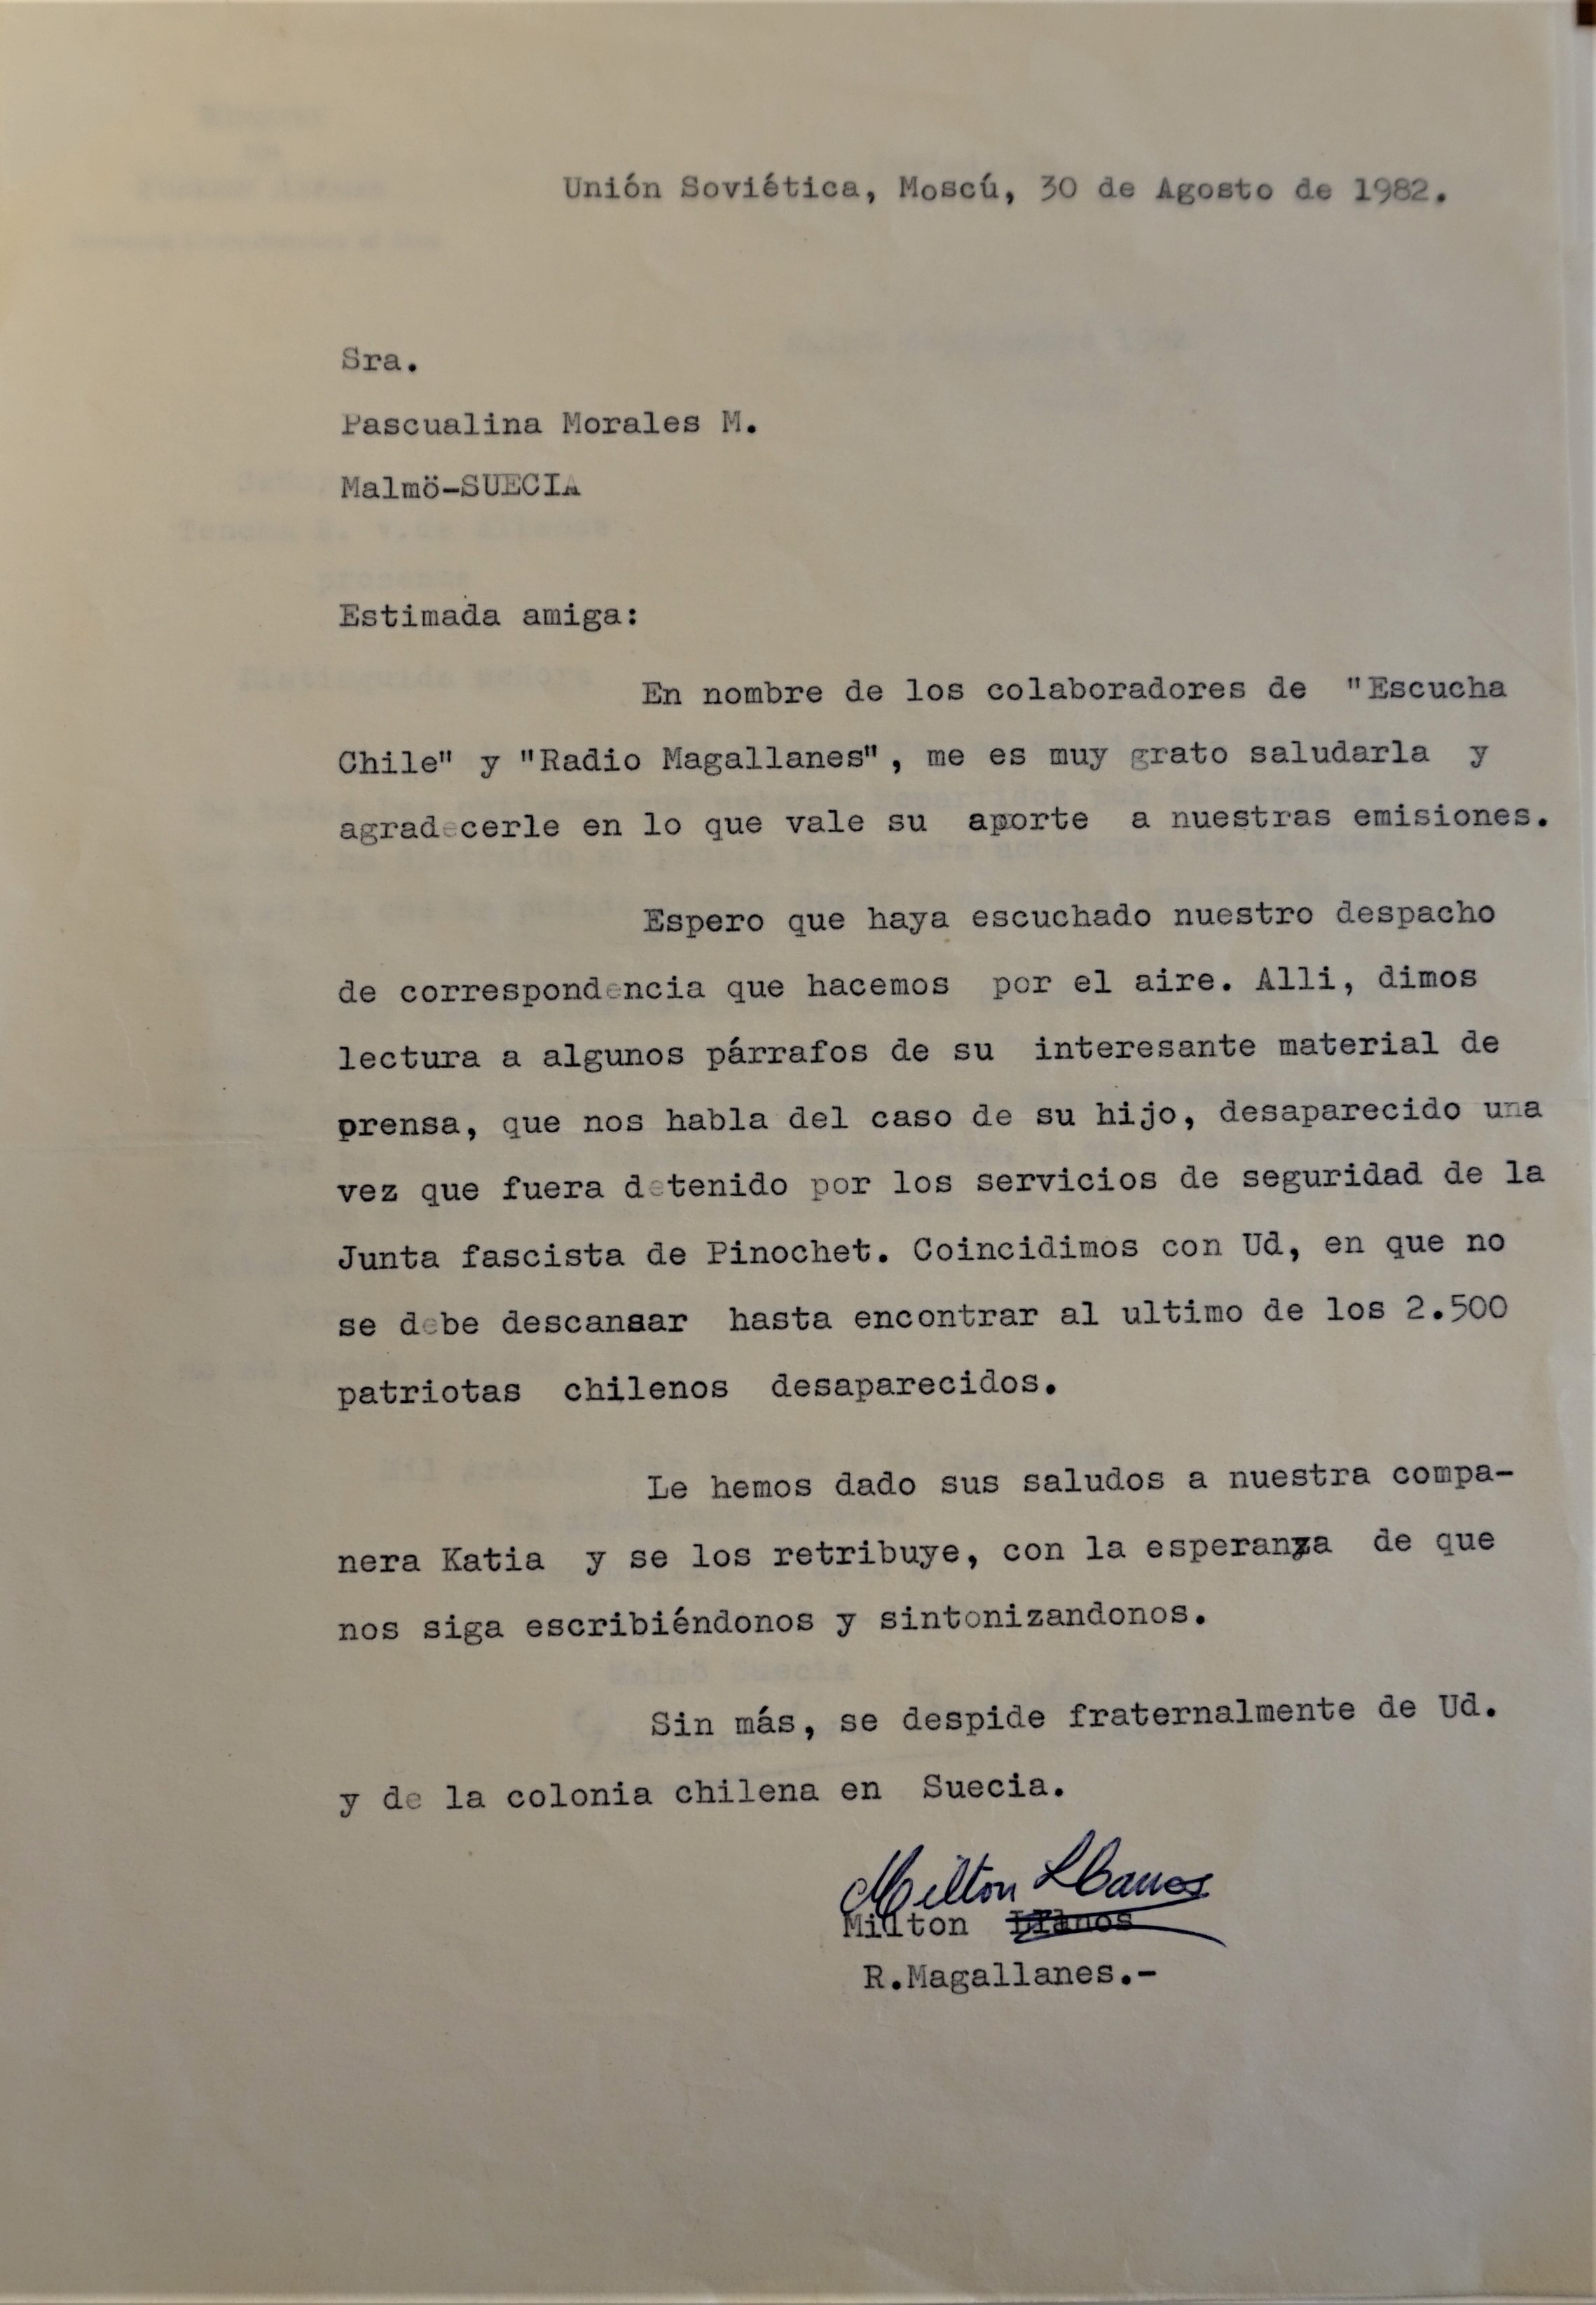 Unión Soviética, Moscú, 30 de Agosto de 1982.
Sra.
Pascualina Morales M.
Malmö-SUECIA
Estimada amiga:
En nombre de los colaboradores de "Escucha
Chile" y "Radio Magallanes", me es muy grato saludarla y
agradecerle en lo que vale su aporte a nuestras emisiones.
Espero que haya escuchado nuestro despacho
de correspondencia que hacemos por el aire. Alli, dimos
lectura a algunos párrafos de su interesante material de
prensa, que nos habla del caso de su hijo, desaparecido una
vez que fuera detenido por los servicios de seguridad de la
Junta fascista de Pinochet. Coincidimos con Ud, en que no
se debe descansar hasta encontrar al ultimo de los 2.500
patriotas chilenos desaparecidos.
Le hemos dado sus saludos a nuestra compa-
nera Katia y se los retribuye, con la esperanza de que
nos siga escribiéndonos y sintonizandonos.
Sin más, se despide fraternalmente de Ud.
y de la colonia chilena en Suecia.
Milton Llanos
Milton Llanos
R.Magallanes.-